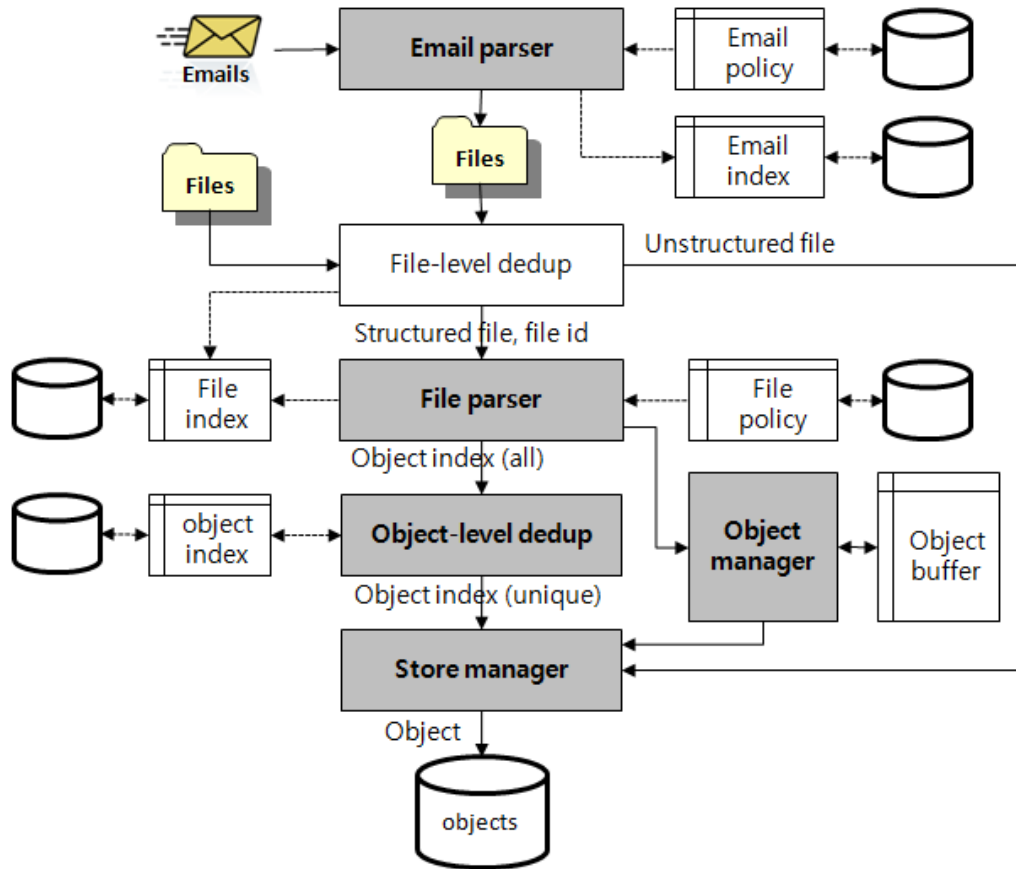 Emails
Email parser
Email
policy
Email
index
Files
Files
File-level dedup
Unstructured file
Structured file, file id
File
index
File parser
File
policy
Object index (all)
object
index
Object-level dedup
Object
manager
Object
buffer
Object index (unique)
Store manager
Object
objects